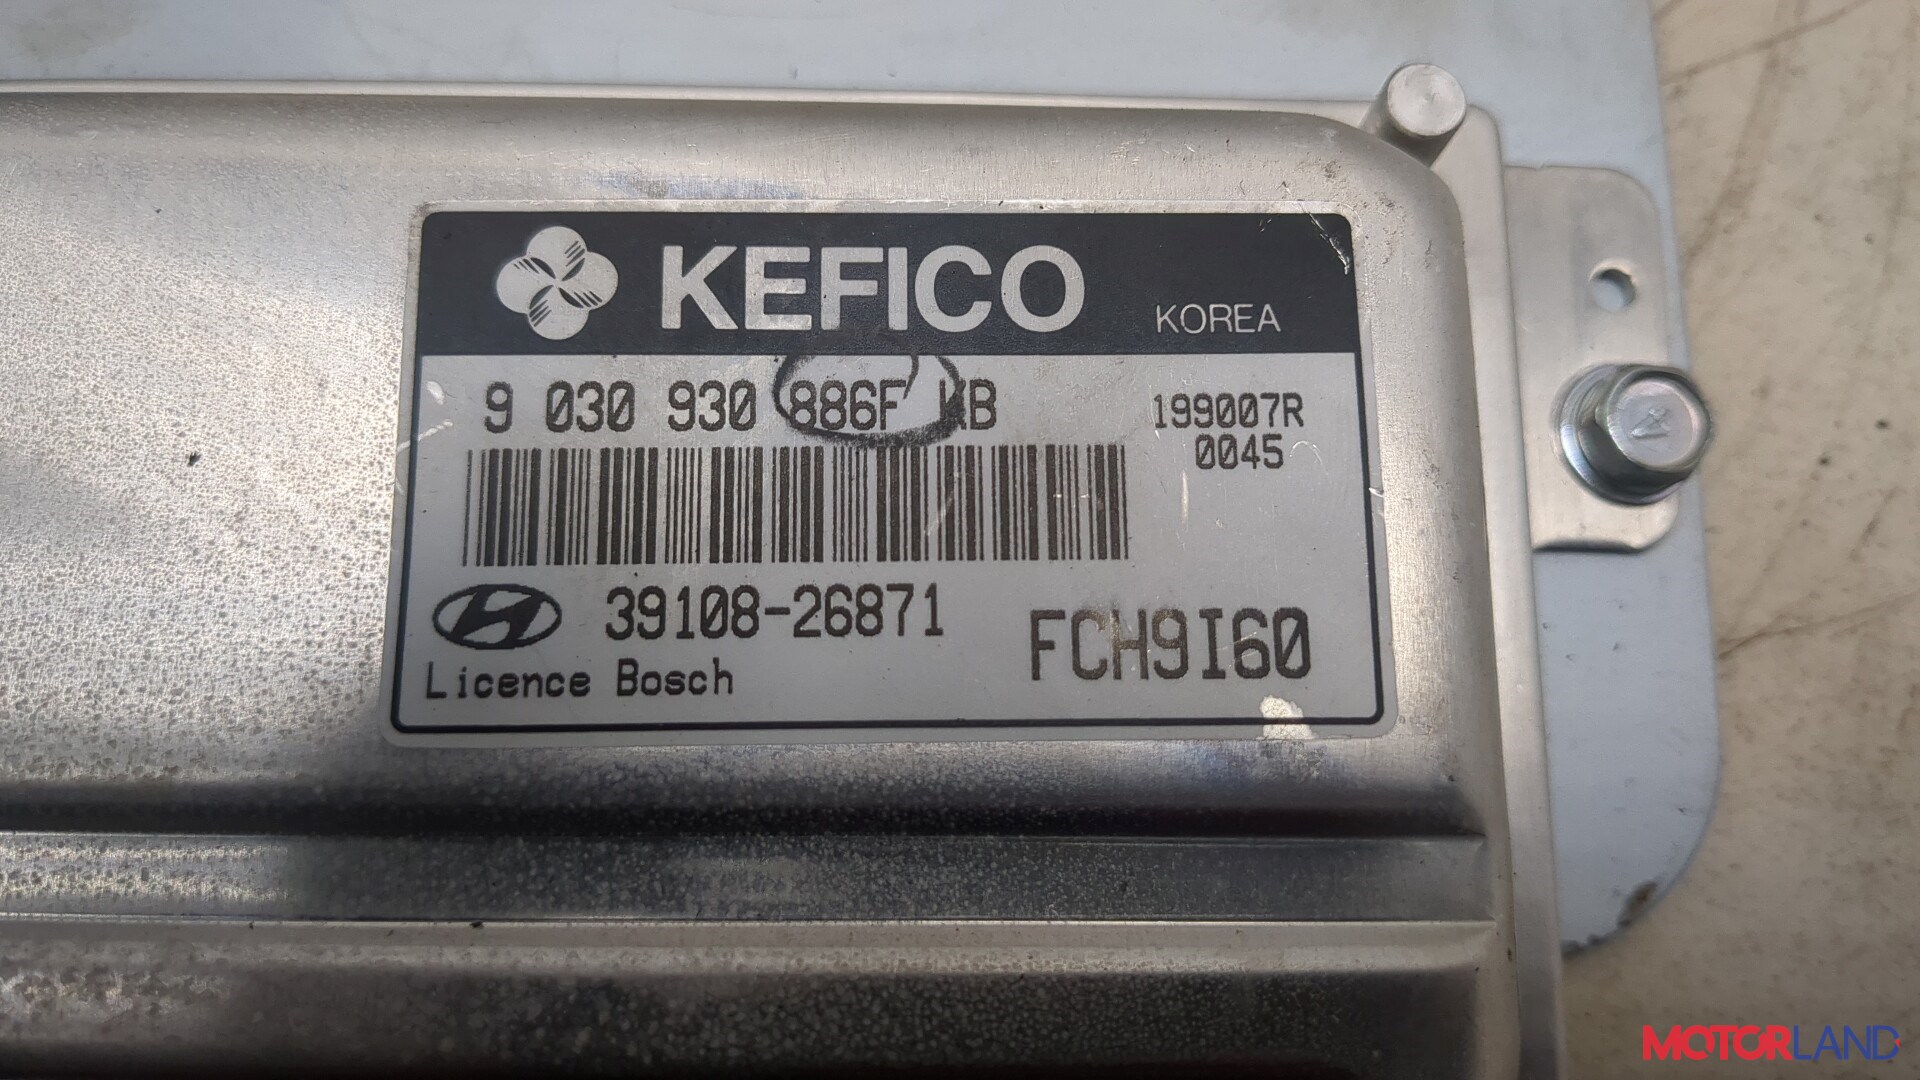 KEFICO KOREA
9 030 930 886F KB 199007R
0045
39108-26871 FCH9I60
Licence Bosch
MOTORLAND